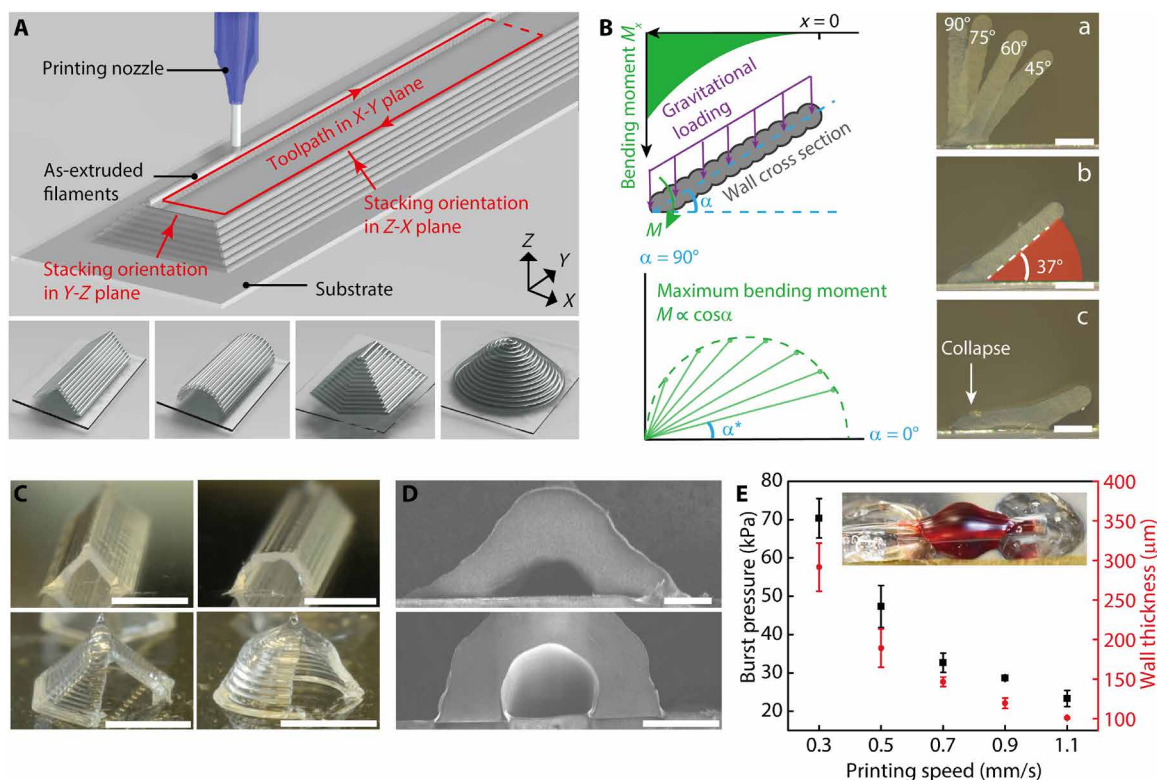 A
Printing nozzle
Toolpath in X-Y plane
As-extruded
filaments
Stacking orientation
in Z-X plane
Stacking orientation
in Y-Z plane
Substrate
Z
Y
X
B
x = 0
Bending moment Mx
Gravitational
loading
Wall cross section
α
M
α = 90°
Maximum bending moment
M ∝ cosα
α*
α = 0°
a
90°
75°
60°
45°
b
37°
c
Collapse
C
D
E
Burst pressure (kPa)
80
70
60
50
40
30
20
Wall thickness (μm)
400
350
300
250
200
150
100
0.3 0.5 0.7 0.9 1.1
Printing speed (mm/s)